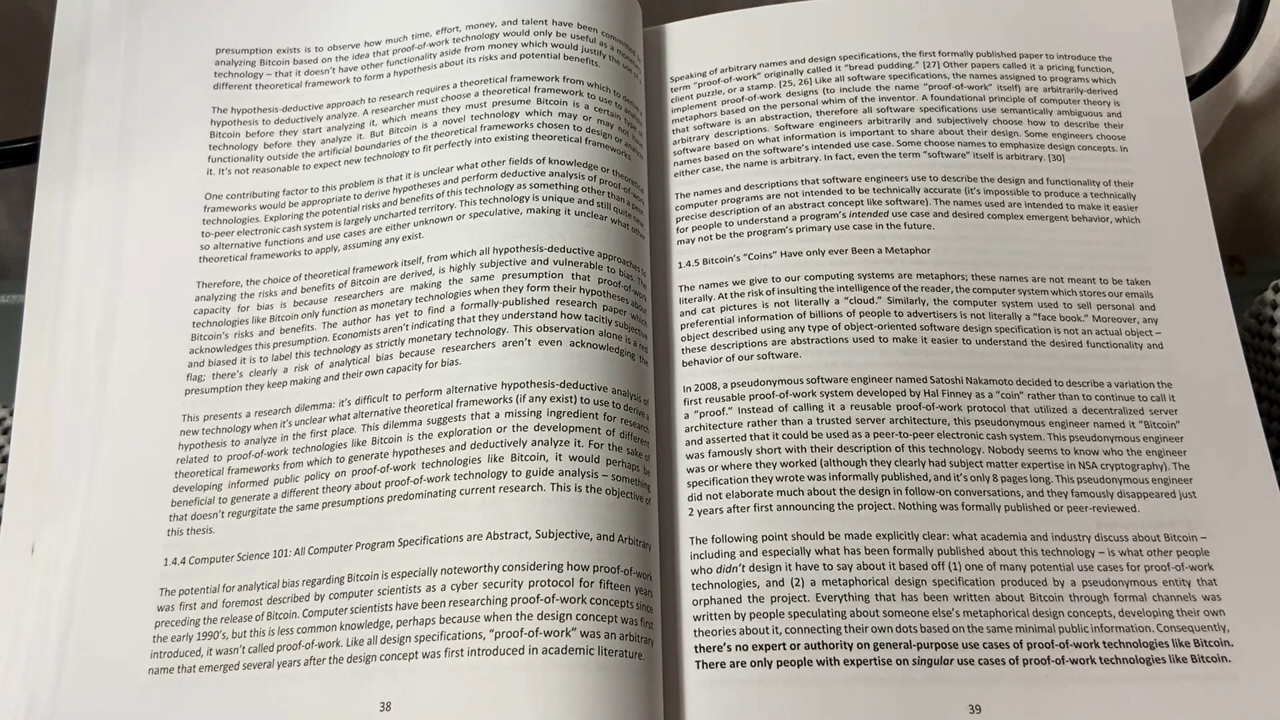 presumption exists is to observe how much time, effort, money, and talent have been committed to
analyzing Bitcoin based on the idea that proof-of-work technology would only be useful as a monetary
technology – that it doesn't have other functionality aside from money which would justify the use of a
different theoretical framework to form a hypothesis about its risks and potential benefits.
The hypothesis-deductive approach to research requires a theoretical framework from which to derive a
hypothesis to deductively analyze. A researcher must choose a theoretical framework to use to analyze
Bitcoin before they start analyzing it, which means they must presume Bitcoin is a certain type of
technology before they analyze it. But Bitcoin is a novel technology which may or may not have
functionality outside the artificial boundaries of the theoretical frameworks chosen to design or analyze
it. It's not reasonable to expect new technology to fit perfectly into existing theoretical frameworks.
One contributing factor to this problem is that it is unclear what other fields of knowledge or theoretical
frameworks would be appropriate to derive hypotheses and perform deductive analysis of proof-of-work
technologies. Exploring the potential risks and benefits of this technology as something other than a peer-
to-peer electronic cash system is largely uncharted territory. This technology is unique and still quite new,
so alternative functions and use cases are either unknown or speculative, making it unclear what other
theoretical frameworks to apply, assuming any exist.
Therefore, the choice of theoretical framework itself, from which all hypothesis-deductive approaches to
analyzing the risks and benefits of Bitcoin are derived, is highly subjective and vulnerable to bias. The
capacity for bias is because researchers are making the same presumption that proof-of-work
technologies like Bitcoin only function as monetary technologies when they form their hypotheses about
Bitcoin's risks and benefits. The author has yet to find a formally-published research paper which
acknowledges this presumption. Economists aren't indicating that they understand how tacitly subjective
and biased it is to label this technology as strictly monetary technology. This observation alone is a red
flag; there's clearly a risk of analytical bias because researchers aren't even acknowledging the
presumption they keep making and their own capacity for bias.
This presents a research dilemma: it's difficult to perform alternative hypothesis-deductive analysis of
new technology when it's unclear what alternative theoretical frameworks (if any exist) to use to derive a
hypothesis to analyze in the first place. This dilemma suggests that a missing ingredient for research
related to proof-of-work technologies like Bitcoin is the exploration or the development of different
theoretical frameworks from which to generate hypotheses and deductively analyze it. For the sake of
developing informed public policy on proof-of-work technologies like Bitcoin, it would perhaps be
beneficial to generate a different theory about proof-of-work technology to guide analysis – something
that doesn't regurgitate the same presumptions predominating current research. This is the objective of
this thesis.
1.4.4 Computer Science 101: All Computer Program Specifications are Abstract, Subjective, and Arbitrary
The potential for analytical bias regarding Bitcoin is especially noteworthy considering how proof-of-work
was first and foremost described by computer scientists as a cyber security protocol for fifteen years
preceding the release of Bitcoin. Computer scientists have been researching proof-of-work concepts since
the early 1990's, but this is less common knowledge, perhaps because when the design concept was first
introduced, it wasn't called proof-of-work. Like all design specifications, "proof-of-work" was an arbitrary
name that emerged several years after the design concept was first introduced in academic literature.
38
Speaking of arbitrary names and design specifications, the first formally published paper to introduce the
term "proof-of-work" originally called it "bread pudding." [27] Other papers called it a pricing function,
client puzzle, or a stamp. [25, 26] Like all software specifications, the names assigned to programs which
implement proof-of-work designs (to include the name "proof-of-work" itself) are arbitrarily-derived
metaphors based on the personal whim of the inventor. A foundational principle of computer theory is
that software is an abstraction, therefore all software specifications use semantically ambiguous and
arbitrary descriptions. Software engineers arbitrarily and subjectively choose how to describe their
software based on what information is important to share about their design. Some engineers choose
names based on the software's intended use case. Some choose names to emphasize design concepts. In
either case, the name is arbitrary. In fact, even the term "software" itself is arbitrary. [30]
The names and descriptions that software engineers use to describe the design and functionality of their
computer programs are not intended to be technically accurate (it's impossible to produce a technically
precise description of an abstract concept like software). The names used are intended to make it easier
for people to understand a program's intended use case and desired complex emergent behavior, which
may not be the program's primary use case in the future.
1.4.5 Bitcoin's "Coins" Have only ever Been a Metaphor
The names we give to our computing systems are metaphors; these names are not meant to be taken
literally. At the risk of insulting the intelligence of the reader, the computer system which stores our emails
and cat pictures is not literally a "cloud." Similarly, the computer system used to sell personal and
preferential information of billions of people to advertisers is not literally a "face book." Moreover, any
object described using any type of object-oriented software design specification is not an actual object –
these descriptions are abstractions used to make it easier to understand the desired functionality and
behavior of our software.
In 2008, a pseudonymous software engineer named Satoshi Nakamoto decided to describe a variation the
first reusable proof-of-work system developed by Hal Finney as a "coin" rather than to continue to call it
a "proof." Instead of calling it a reusable proof-of-work protocol that utilized a decentralized server
architecture rather than a trusted server architecture, this pseudonymous engineer named it "Bitcoin"
and asserted that it could be used as a peer-to-peer electronic cash system. This pseudonymous engineer
was famously short with their description of this technology. Nobody seems to know who the engineer
was or where they worked (although they clearly had subject matter expertise in NSA cryptography). The
specification they wrote was informally published, and it's only 8 pages long. This pseudonymous engineer
did not elaborate much about the design in follow-on conversations, and they famously disappeared just
2 years after first announcing the project. Nothing was formally published or peer-reviewed.
The following point should be made explicitly clear: what academia and industry discuss about Bitcoin –
including and especially what has been formally published about this technology – is what other people
who didn't design it have to say about it based off (1) one of many potential use cases for proof-of-work
technologies, and (2) a metaphorical design specification produced by a pseudonymous entity that
orphaned the project. Everything that has been written about Bitcoin through formal channels was
written by people speculating about someone else's metaphorical design concepts, developing their own
theories about it, connecting their own dots based on the same minimal public information. Consequently,
there's no expert or authority on general-purpose use cases of proof-of-work technologies like Bitcoin.
There are only people with expertise on singular use cases of proof-of-work technologies like Bitcoin.
39